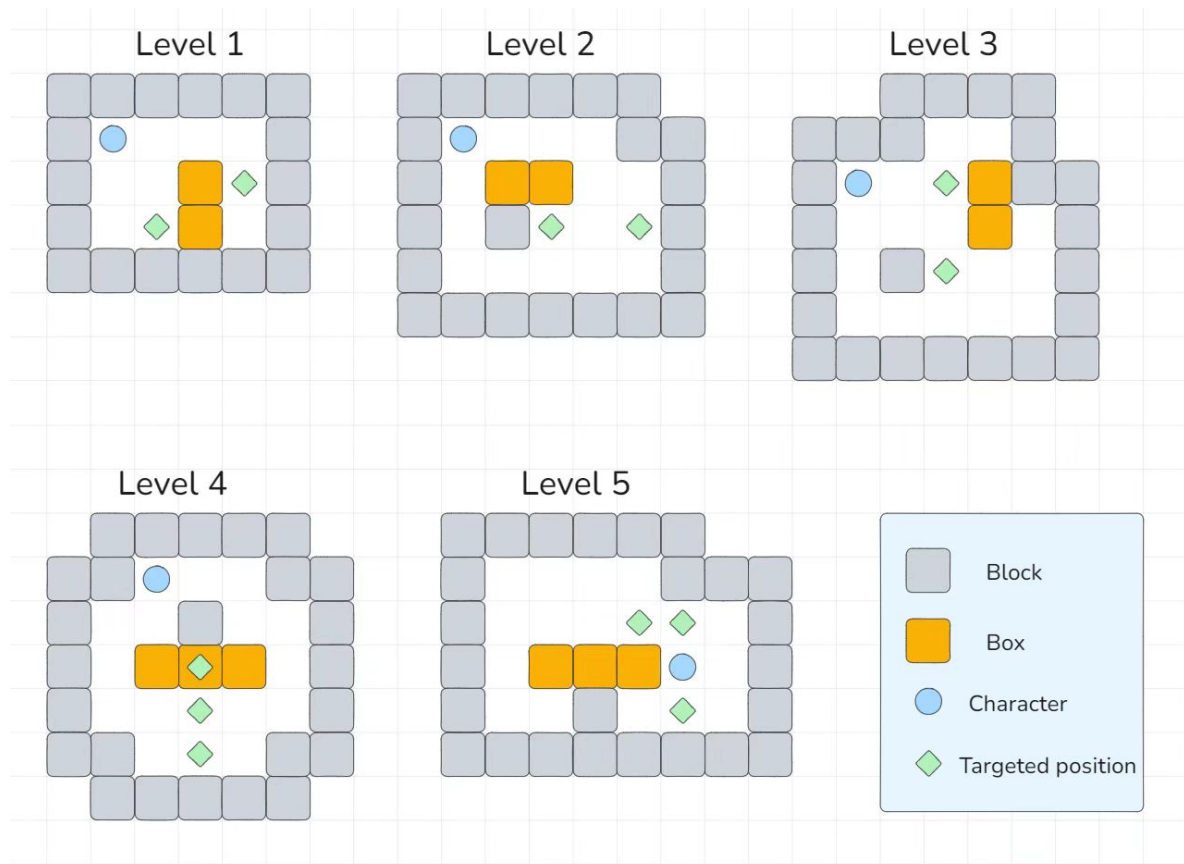 Level 1
Level 2
Level 3
Level 4
Level 5
Block
Box
Character
Targeted position